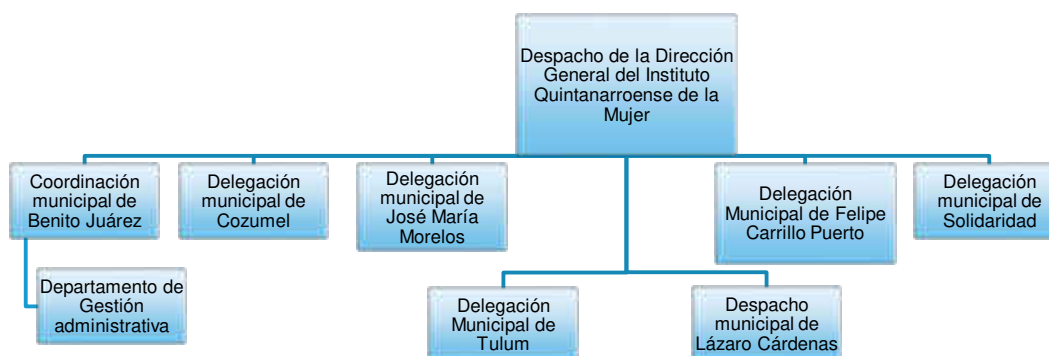 Despacho de la Dirección
General del Instituto
Quintanarroense de la
Mujer
Coordinación
municipal de
Benito Juárez
Delegación
municipal de
Cozumel
Delegación
municipal de
José María
Morelos
Delegación
Municipal de Felipe
Carrillo Puerto
Delegación
municipal de
Solidaridad
Departamento de
Gestión
administrativa
Delegación
Municipal de
Tulum
Despacho
municipal de
Lázaro Cárdenas